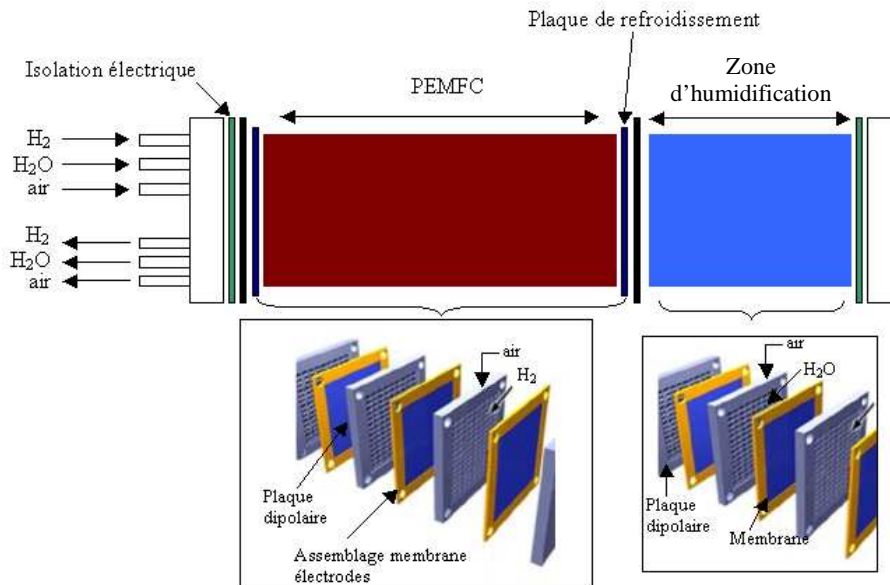 Plaque de refroidissement
Isolation électrique
PEMFC
Zone
d'humidification
H2
H2O
air
H2
H2O
air
air
H2
Plaque
dipolaire
Assemblage membrane
électrodes
air
H2O
Plaque
dipolaire
Membrane